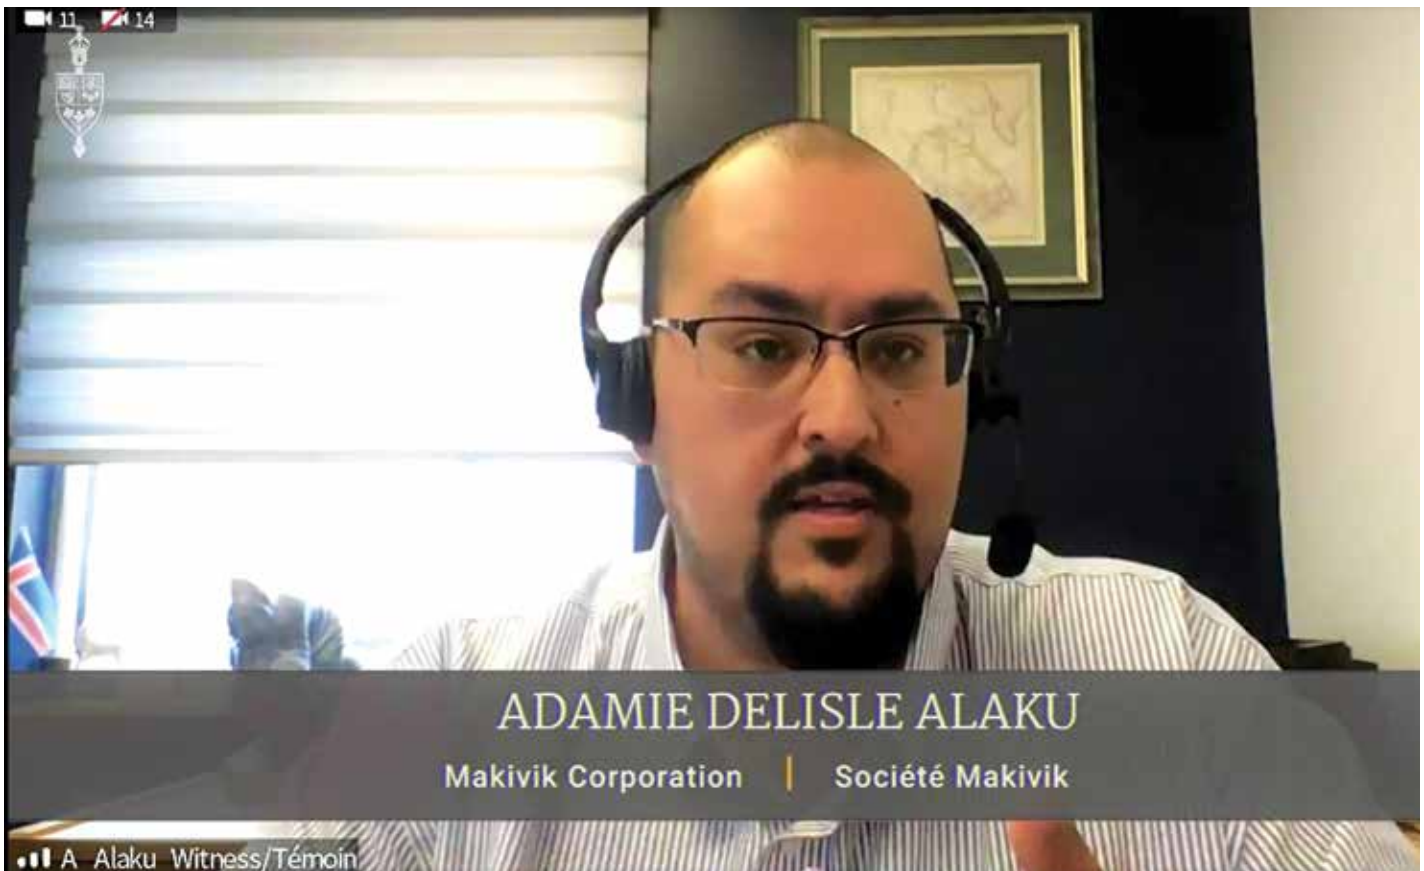 11 14
ADAMIE DELISLE ALAKU
Makivik Corporation | Société Makivik
A Alaku Witness/Témoin